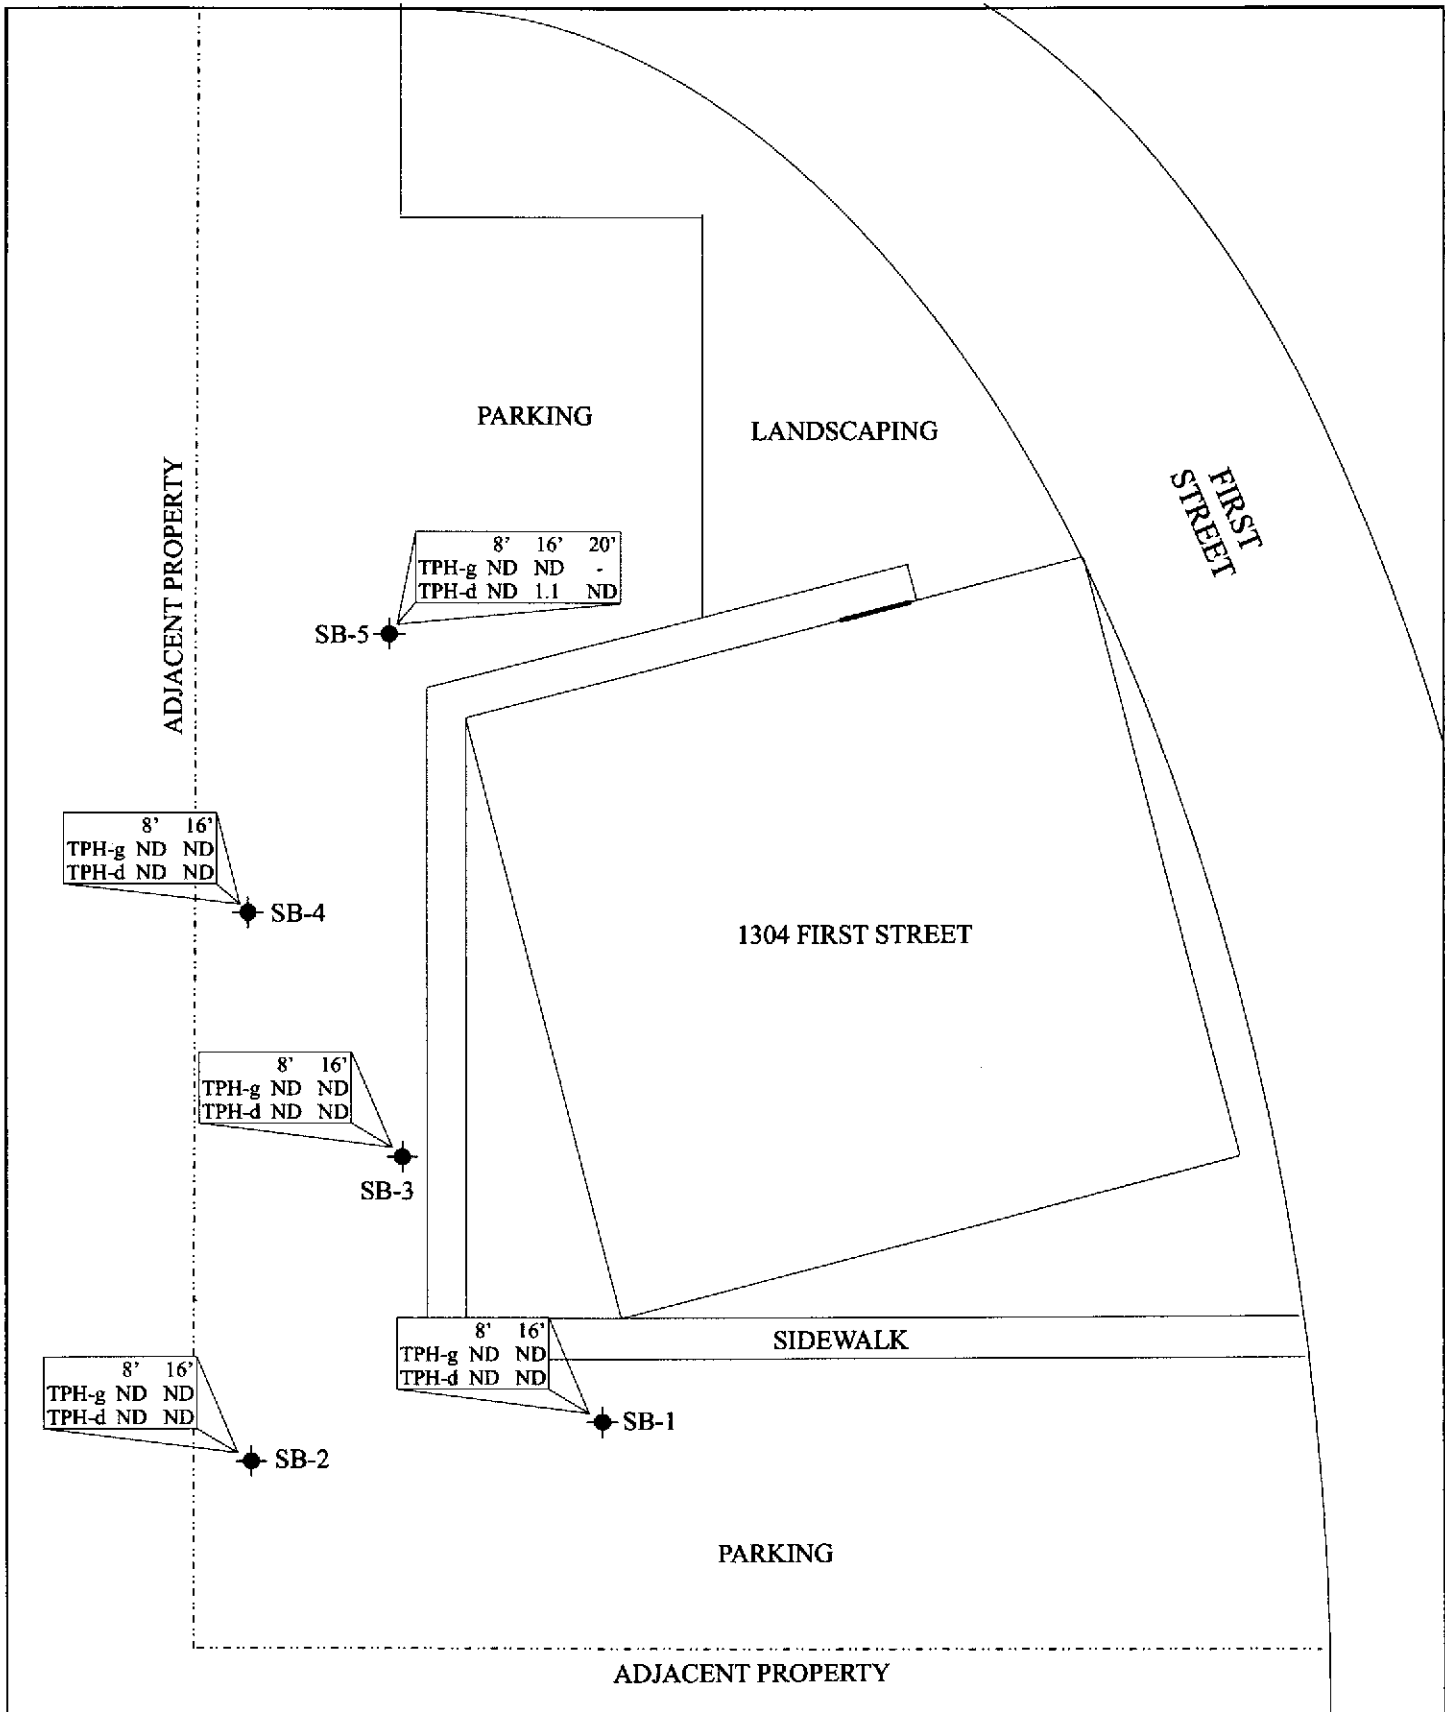 PARKING
LANDSCAPING
FIRST
STREET
ADJACENT PROPERTY
8' 16' 20'
TPH-g ND ND -
TPH-d ND 1.1 ND
SB-5
8' 16'
TPH-g ND ND
TPH-d ND ND
SB-4
1304 FIRST STREET
8' 16'
TPH-g ND ND
TPH-d ND ND
SB-3
8' 16'
TPH-g ND ND
TPH-d ND ND
SB-1
SIDEWALK
8' 16'
TPH-g ND ND
TPH-d ND ND
SB-2
PARKING
ADJACENT PROPERTY